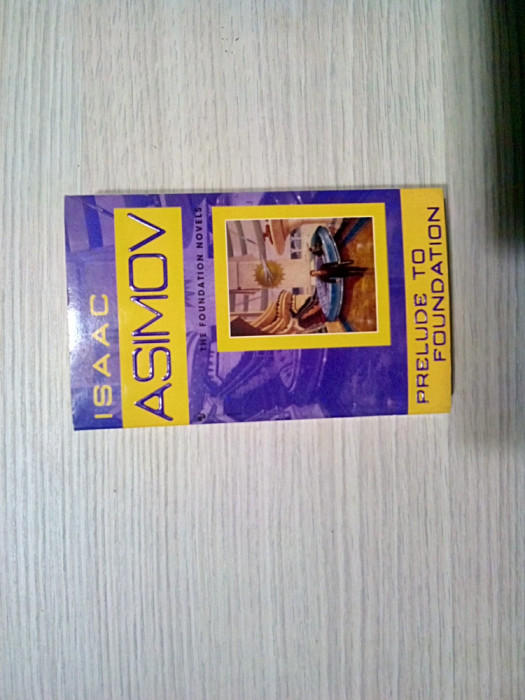 ISAAC
ASIMOV
THE FOUNDATION NOVELS
PRELUDE TO
FOUNDATION